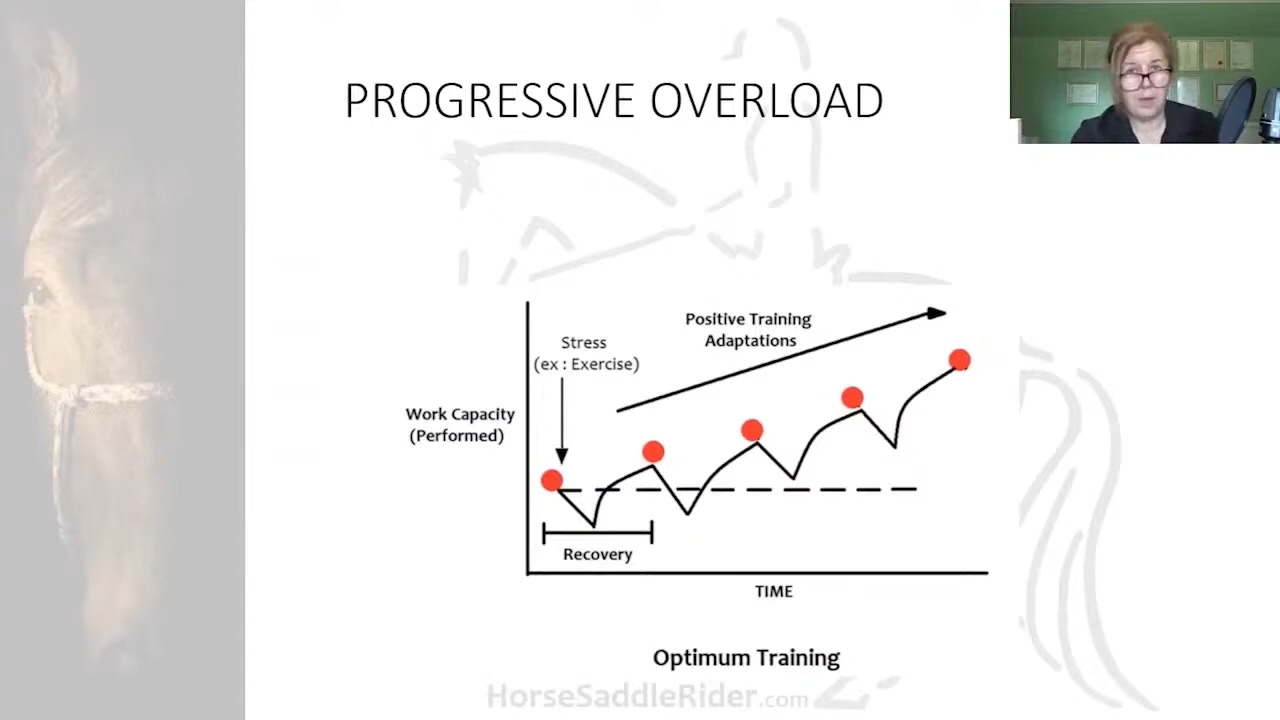 PROGRESSIVE OVERLOAD
Positive Training
Adaptations
Stress
(ex : Exercise)
Work Capacity
(Performed)
Recovery
TIME
Optimum Training
HorseSaddleRider.com